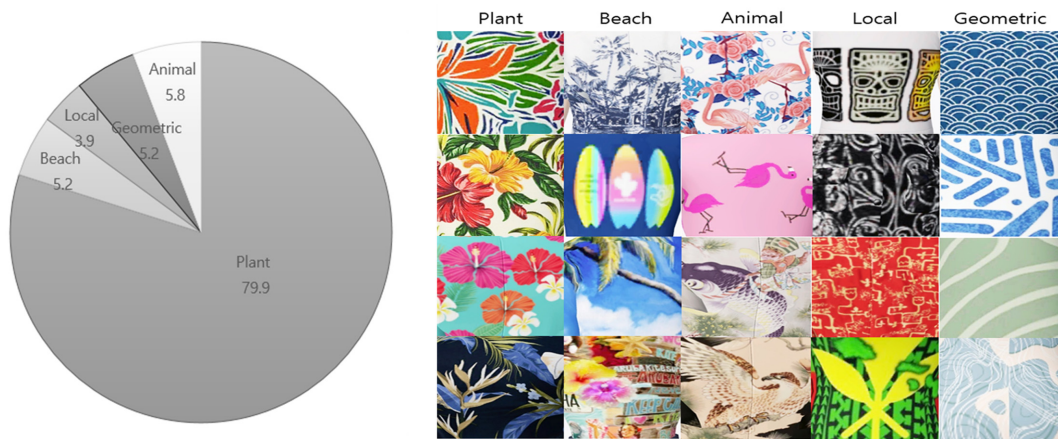 Animal
5.8
Local
3.9
Geometric
5.2
Beach
5.2
Plant
79.9
Plant Beach Animal Local Geometric